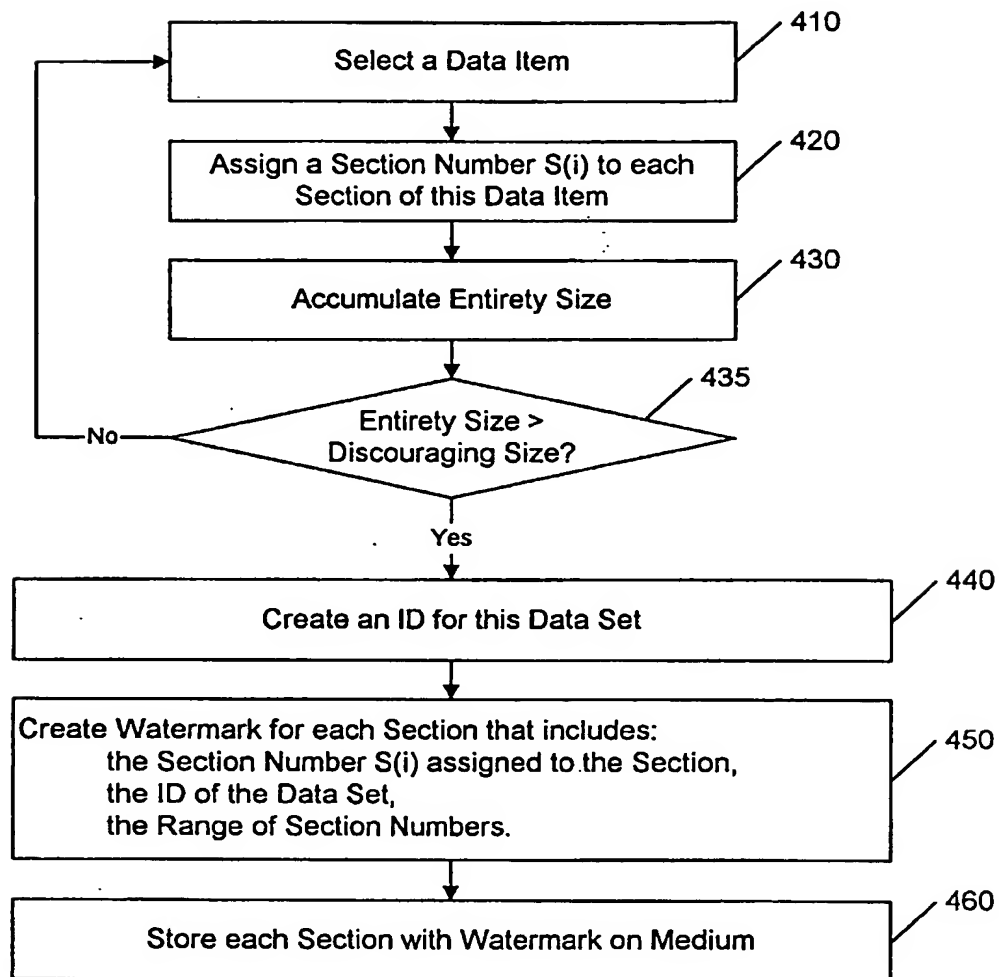 410
Select a Data Item
420
Assign a Section Number S(i) to each
Section of this Data Item
430
Accumulate Entirety Size
435
Entirety Size >
Discouraging Size?
No
Yes
440
Create an ID for this Data Set
450
Create Watermark for each Section that includes:
the Section Number S(i) assigned to the Section,
the ID of the Data Set,
the Range of Section Numbers.
460
Store each Section with Watermark on Medium